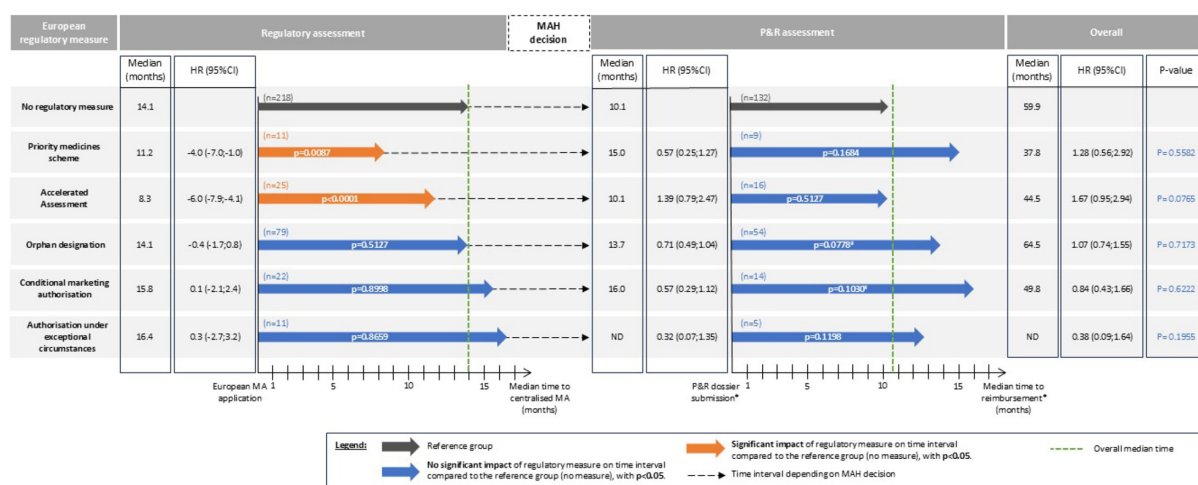 European regulatory measure
Regulatory assessment
MAH decision
P&R assessment
Overall
Median (months)
HR (95%CI)
Median (months)
HR (95%CI)
Median (months)
HR (95%CI)
P-value
No regulatory measure
14.1
(n=218)
10.1
(n=132)
59.9
Priority medicines scheme
11.2
-4.0 (-7.0;-1.0)
(n=11)
p=0.0087
15.0
0.57 (0.25;1.27)
(n=9)
p=0.1684
37.8
1.28 (0.56;2.92)
P= 0.5582
Accelerated Assessment
8.3
-6.0 (-7.9;-4.1)
(n=25)
p<0.0001
10.1
1.39 (0.79;2.47)
(n=16)
p=0.5127
44.5
1.67 (0.95;2.94)
P= 0.0765
Orphan designation
14.1
-0.4 (-1.7;0.8)
(n=79)
p=0.5127
13.7
0.71 (0.49;1.04)
(n=54)
p=0.0778
64.5
1.07 (0.74;1.55)
P= 0.7173
Conditional marketing authorisation
15.8
0.1 (-2.1;2.4)
(n=22)
p=0.8998
16.0
0.57 (0.29;1.12)
(n=14)
p=0.1030
49.8
0.84 (0.43;1.66)
P= 0.6222
Authorisation under exceptional circumstances
16.4
0.3 (-2.7;3.2)
(n=11)
p=0.8659
ND
0.32 (0.07;1.35)
(n=5)
p=0.1198
ND
0.38 (0.09;1.64)
P= 0.1955
European MA application
1
5
10
15
Median time to centralised MA (months)
P&R dossier submission*
1
5
10
15
Median time to reimbursement* (months)
Legend:
Reference group
No significant impact of regulatory measure on time interval compared to the reference group (no measure), with p<0.05.
Significant impact of regulatory measure on time interval compared to the reference group (no measure), with p<0.05.
Time interval depending on MAH decision
Overall median time